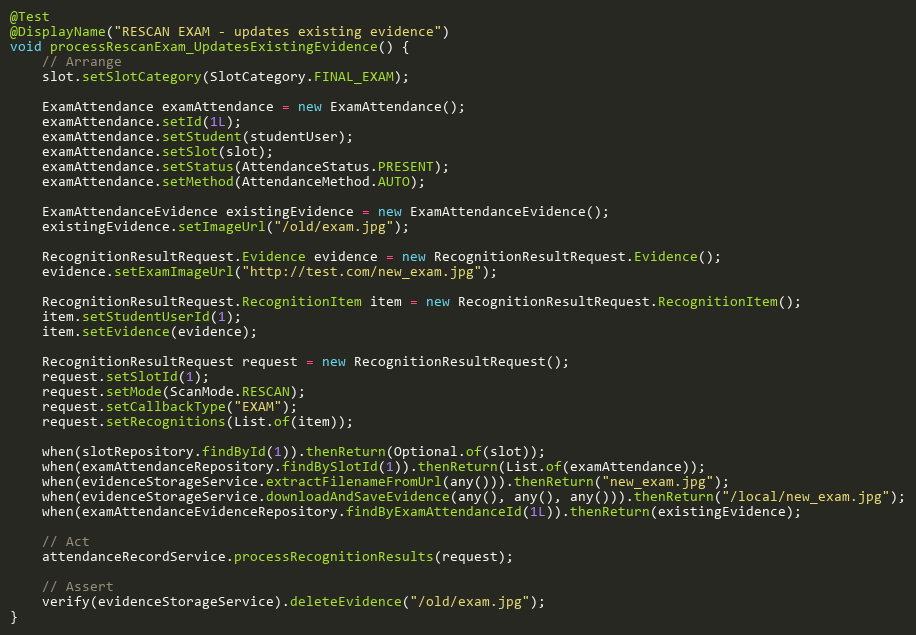 @Test
@DisplayName("RESCAN EXAM - updates existing evidence")
void processRescanExam_UpdatesExistingEvidence() {
    // Arrange
    slot.setSlotCategory(SlotCategory.FINAL_EXAM);

    ExamAttendance examAttendance = new ExamAttendance();
    examAttendance.setId(1L);
    examAttendance.setStudent(studentUser);
    examAttendance.setSlot(slot);
    examAttendance.setStatus(AttendanceStatus.PRESENT);
    examAttendance.setMethod(AttendanceMethod.AUTO);

    ExamAttendanceEvidence existingEvidence = new ExamAttendanceEvidence();
    existingEvidence.setImageUrl("/old/exam.jpg");

    RecognitionResultRequest.Evidence evidence = new RecognitionResultRequest.Evidence();
    evidence.setExamImageUrl("http://test.com/new_exam.jpg");

    RecognitionResultRequest.RecognitionItem item = new RecognitionResultRequest.RecognitionItem();
    item.setStudentUserId(1);
    item.setEvidence(evidence);

    RecognitionResultRequest request = new RecognitionResultRequest();
    request.setSlotId(1);
    request.setMode(ScanMode.RESCAN);
    request.setCallbackType("EXAM");
    request.setRecognitions(List.of(item));

    when(slotRepository.findById(1)).thenReturn(Optional.of(slot));
    when(examAttendanceRepository.findBySlotId(1)).thenReturn(List.of(examAttendance));
    when(evidenceStorageService.extractFilenameFromUrl(any())).thenReturn("new_exam.jpg");
    when(evidenceStorageService.downloadAndSaveEvidence(any(), any(), any())).thenReturn("/local/new_exam.jpg");
    when(examAttendanceEvidenceRepository.findByExamAttendanceId(1L)).thenReturn(existingEvidence);

    // Act
    attendanceRecordService.processRecognitionResults(request);

    // Assert
    verify(evidenceStorageService).deleteEvidence("/old/exam.jpg");
}